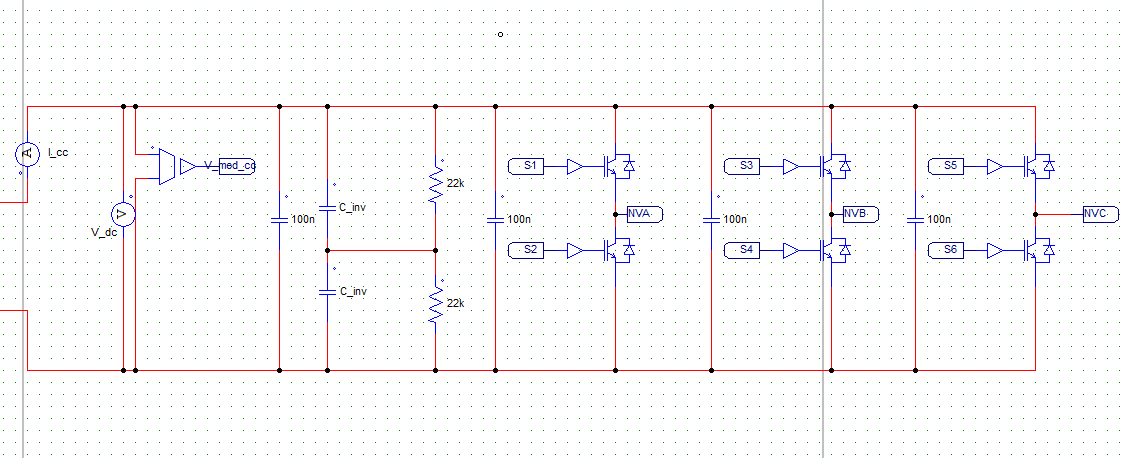 A
I_cc
V_med_cc
V
V_dc
100n
C_inv
C_inv
22k
22k
100n
S1
S2
NVA
100n
S3
S4
NVB
100n
S5
S6
NVC